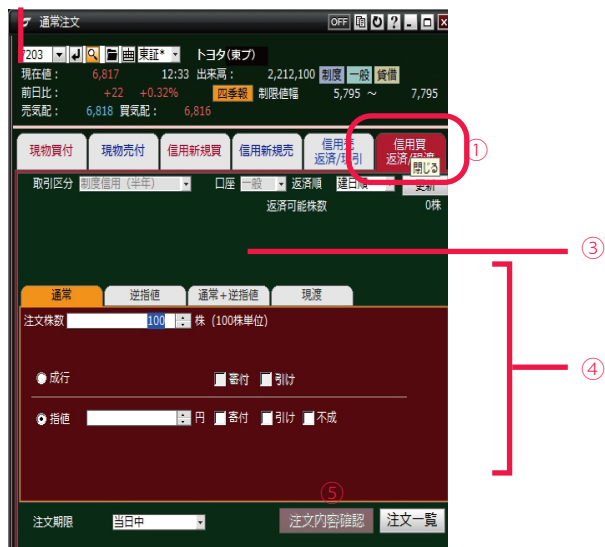 通常注文 OFF
7203 東証* トヨタ(東プ)
現在値： 6,817 12:33 出来高： 2,212,100 制度 一般 貸借
前日比： +22 +0.32% 四季報 制限値幅 5,795 ～ 7,795
売気配： 6,818 買気配： 6,816
現物買付 現物売付 信用新規買 信用新規売 信用売返済/現引 信用買返済/現渡 ①
閉じる
取引区分 制度信用 (半年) 口座 一般 返済順 建日順 更新
返済可能株数 0株
③
通常 逆指値 通常+逆指値 現渡
注文株数 100 株 (100株単位)
④
成行 寄付 引け
指値 円 寄付 引け 不成
⑤
注文期限 当日中 注文内容確認 注文一覧